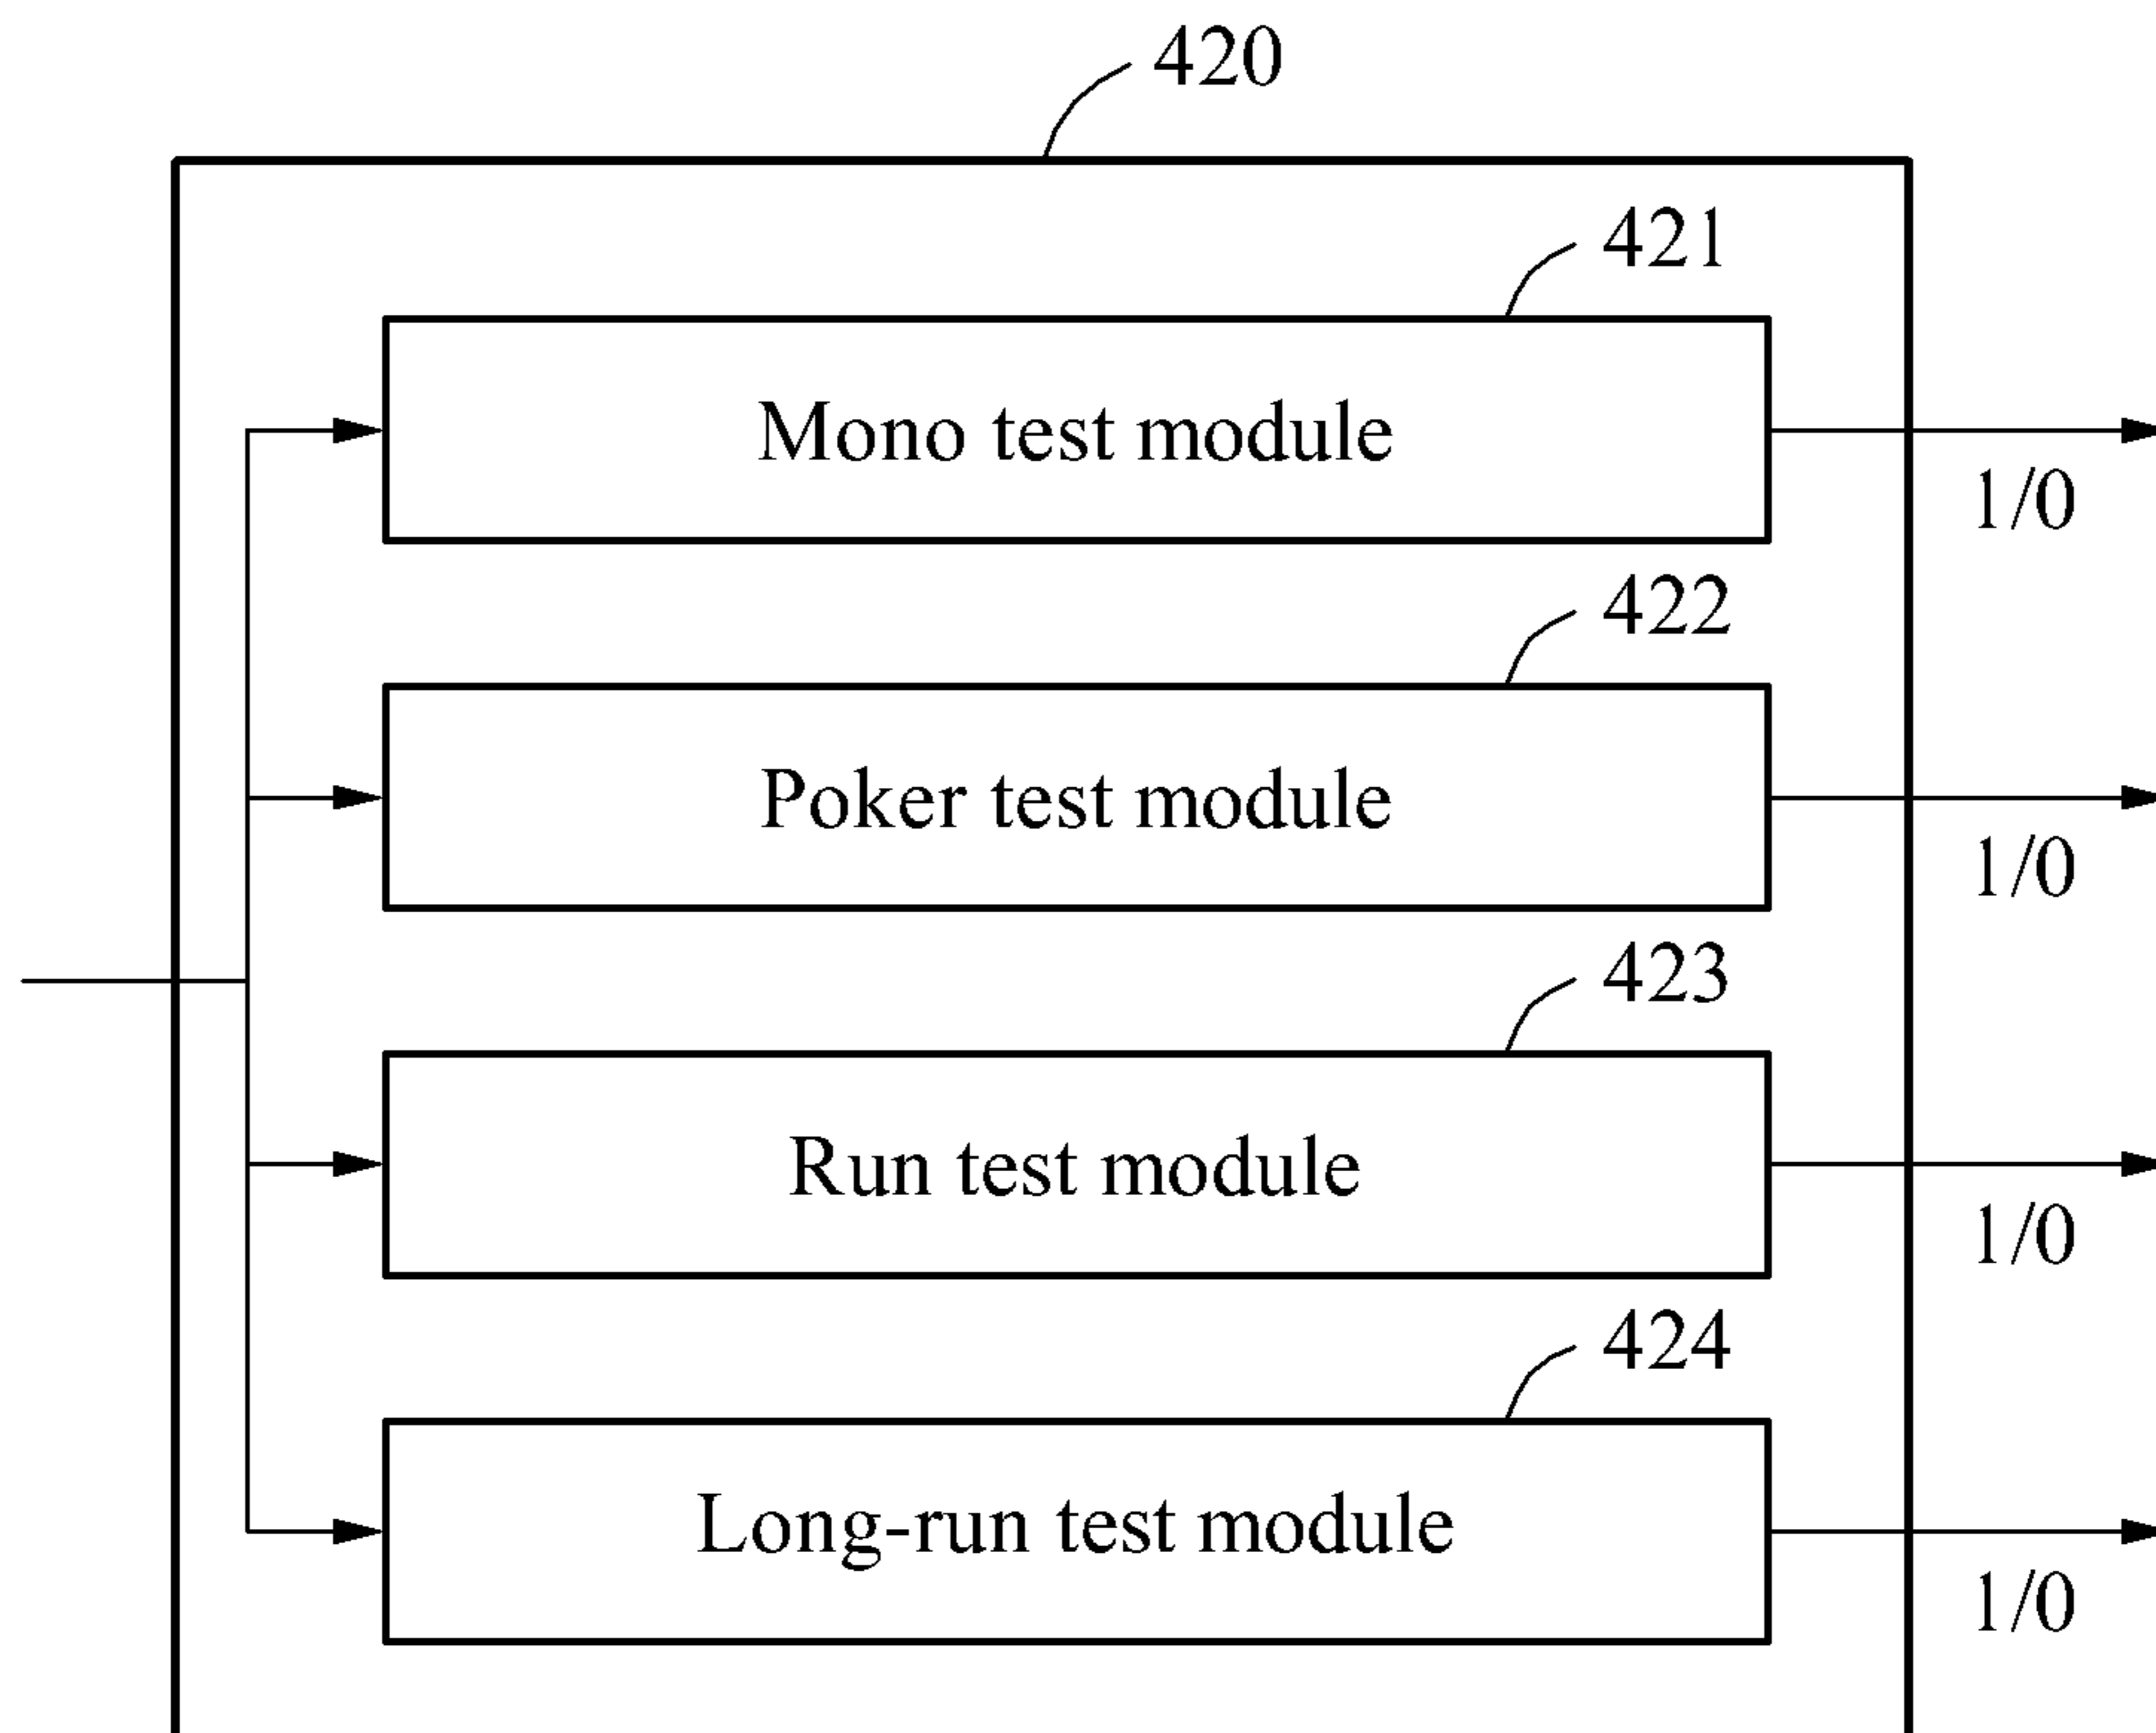 420
421
Mono test module
1/0
422
Poker test module
1/0
423
Run test module
1/0
424
Long-run test module
1/0